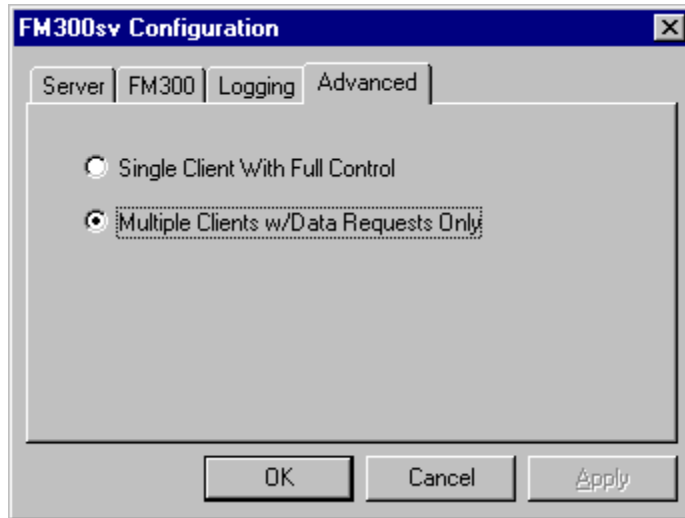 FM300sv Configuration
Server FM300 Logging Advanced
Single Client With Full Control
Multiple Clients w/Data Requests Only
OK Cancel Apply